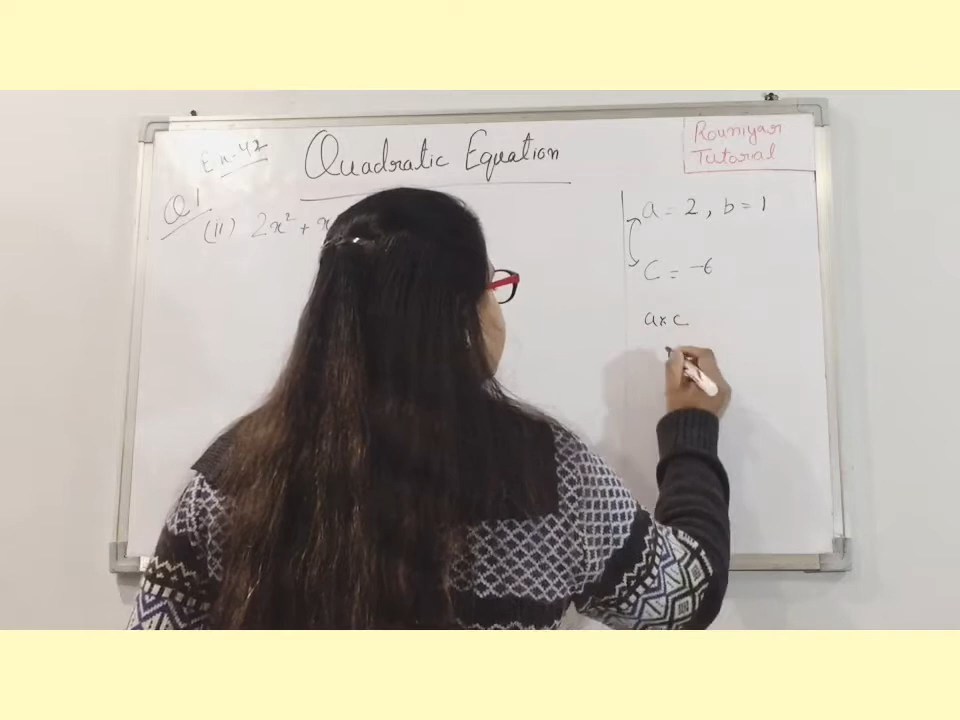 Ex-4.2
Quadratic Equation
Rouniyar
Tutorial
Q1
(ii) 2x² + x
a = 2, b = 1
C = -6
a×c